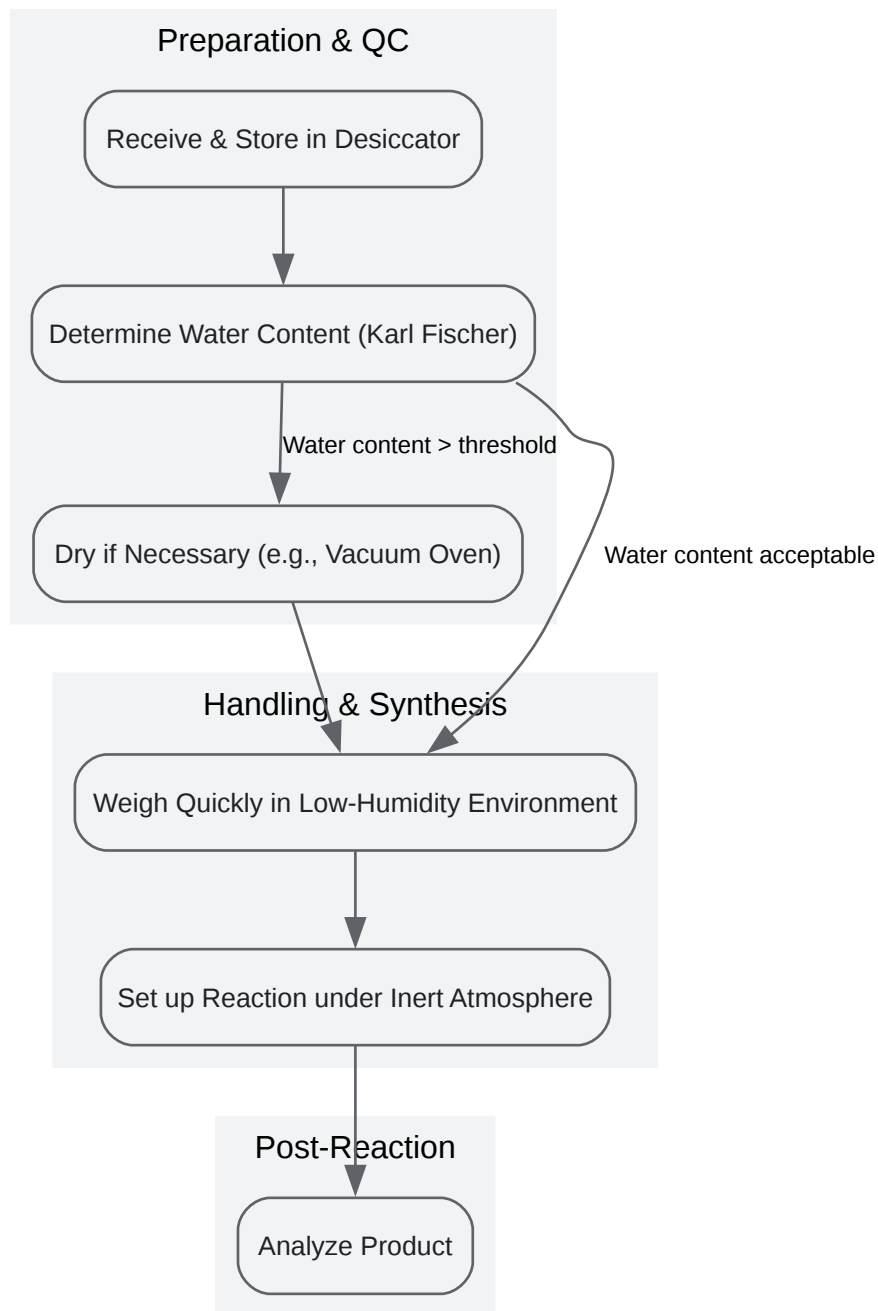 Preparation & QC
Receive & Store in Desiccator
Determine Water Content (Karl Fischer)
Water content > threshold
Dry if Necessary (e.g., Vacuum Oven)
Water content acceptable
Handling & Synthesis
Weigh Quickly in Low-Humidity Environment
Set up Reaction under Inert Atmosphere
Post-Reaction
Analyze Product